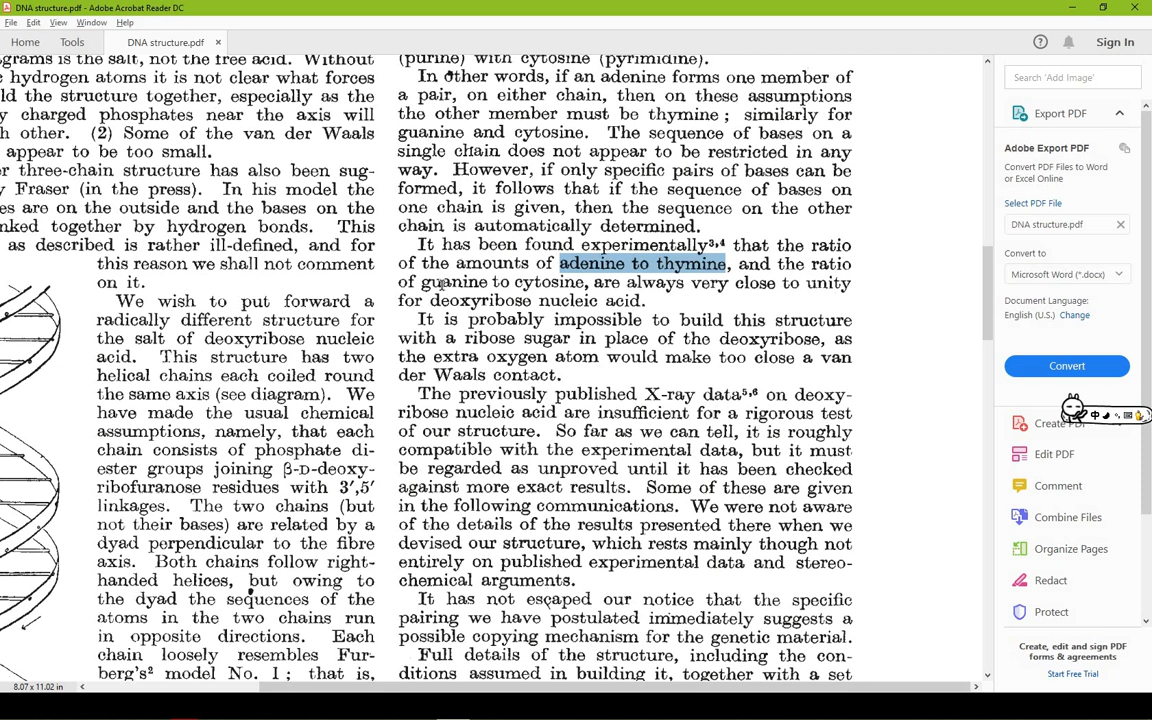 DNA structure.pdf - Adobe Acrobat Reader DC
File Edit View Window Help
Home Tools DNA structure.pdf × Sign In
grams is the salt, not the free acid. Without
hydrogen atoms it is not clear what forces
ld the structure together, especially as the
y charged phosphates near the axis will
h other. (2) Some of the van der Waals
appear to be too small.
r three-chain structure has also been sug-
y Fraser (in the press). In his model the
es are on the outside and the bases on the
nked together by hydrogen bonds. This
as described is rather ill-defined, and for
this reason we shall not comment
on it.
We wish to put forward a
radically different structure for
the salt of deoxyribose nucleic
acid. This structure has two
helical chains each coiled round
the same axis (see diagram). We
have made the usual chemical
assumptions, namely, that each
chain consists of phosphate di-
ester groups joining β-D-deoxy-
ribofuranose residues with 3′,5′
linkages. The two chains (but
not their bases) are related by a
dyad perpendicular to the fibre
axis. Both chains follow right-
handed helices, but owing to
the dyad the sequences of the
atoms in the two chains run
in opposite directions. Each
chain loosely resembles Fur-
berg's² model No. 1 ; that is,
(purine) with cytosine (pyrimidine).
In other words, if an adenine forms one member of
a pair, on either chain, then on these assumptions
the other member must be thymine ; similarly for
guanine and cytosine. The sequence of bases on a
single chain does not appear to be restricted in any
way. However, if only specific pairs of bases can be
formed, it follows that if the sequence of bases on
one chain is given, then the sequence on the other
chain is automatically determined.
It has been found experimentally³,⁴ that the ratio
of the amounts of adenine to thymine, and the ratio
of guanine to cytosine, are always very close to unity
for deoxyribose nucleic acid.
It is probably impossible to build this structure
with a ribose sugar in place of the deoxyribose, as
the extra oxygen atom would make too close a van
der Waals contact.
The previously published X-ray data⁵,⁶ on deoxy-
ribose nucleic acid are insufficient for a rigorous test
of our structure. So far as we can tell, it is roughly
compatible with the experimental data, but it must
be regarded as unproved until it has been checked
against more exact results. Some of these are given
in the following communications. We were not aware
of the details of the results presented there when we
devised our structure, which rests mainly though not
entirely on published experimental data and stereo-
chemical arguments.
It has not escaped our notice that the specific
pairing we have postulated immediately suggests a
possible copying mechanism for the genetic material.
Full details of the structure, including the con-
ditions assumed in building it, together with a set
8.07 x 11.02 in
Search 'Add Image'
Export PDF
Adobe Export PDF
Convert PDF Files to Word
or Excel Online
Select PDF File
DNA structure.pdf
Convert to
Microsoft Word (*.docx)
Document Language:
English (U.S.) Change
Convert
Create PDF
中
Edit PDF
Comment
Combine Files
Organize Pages
Redact
Protect
Create, edit and sign PDF
forms & agreements
Start Free Trial